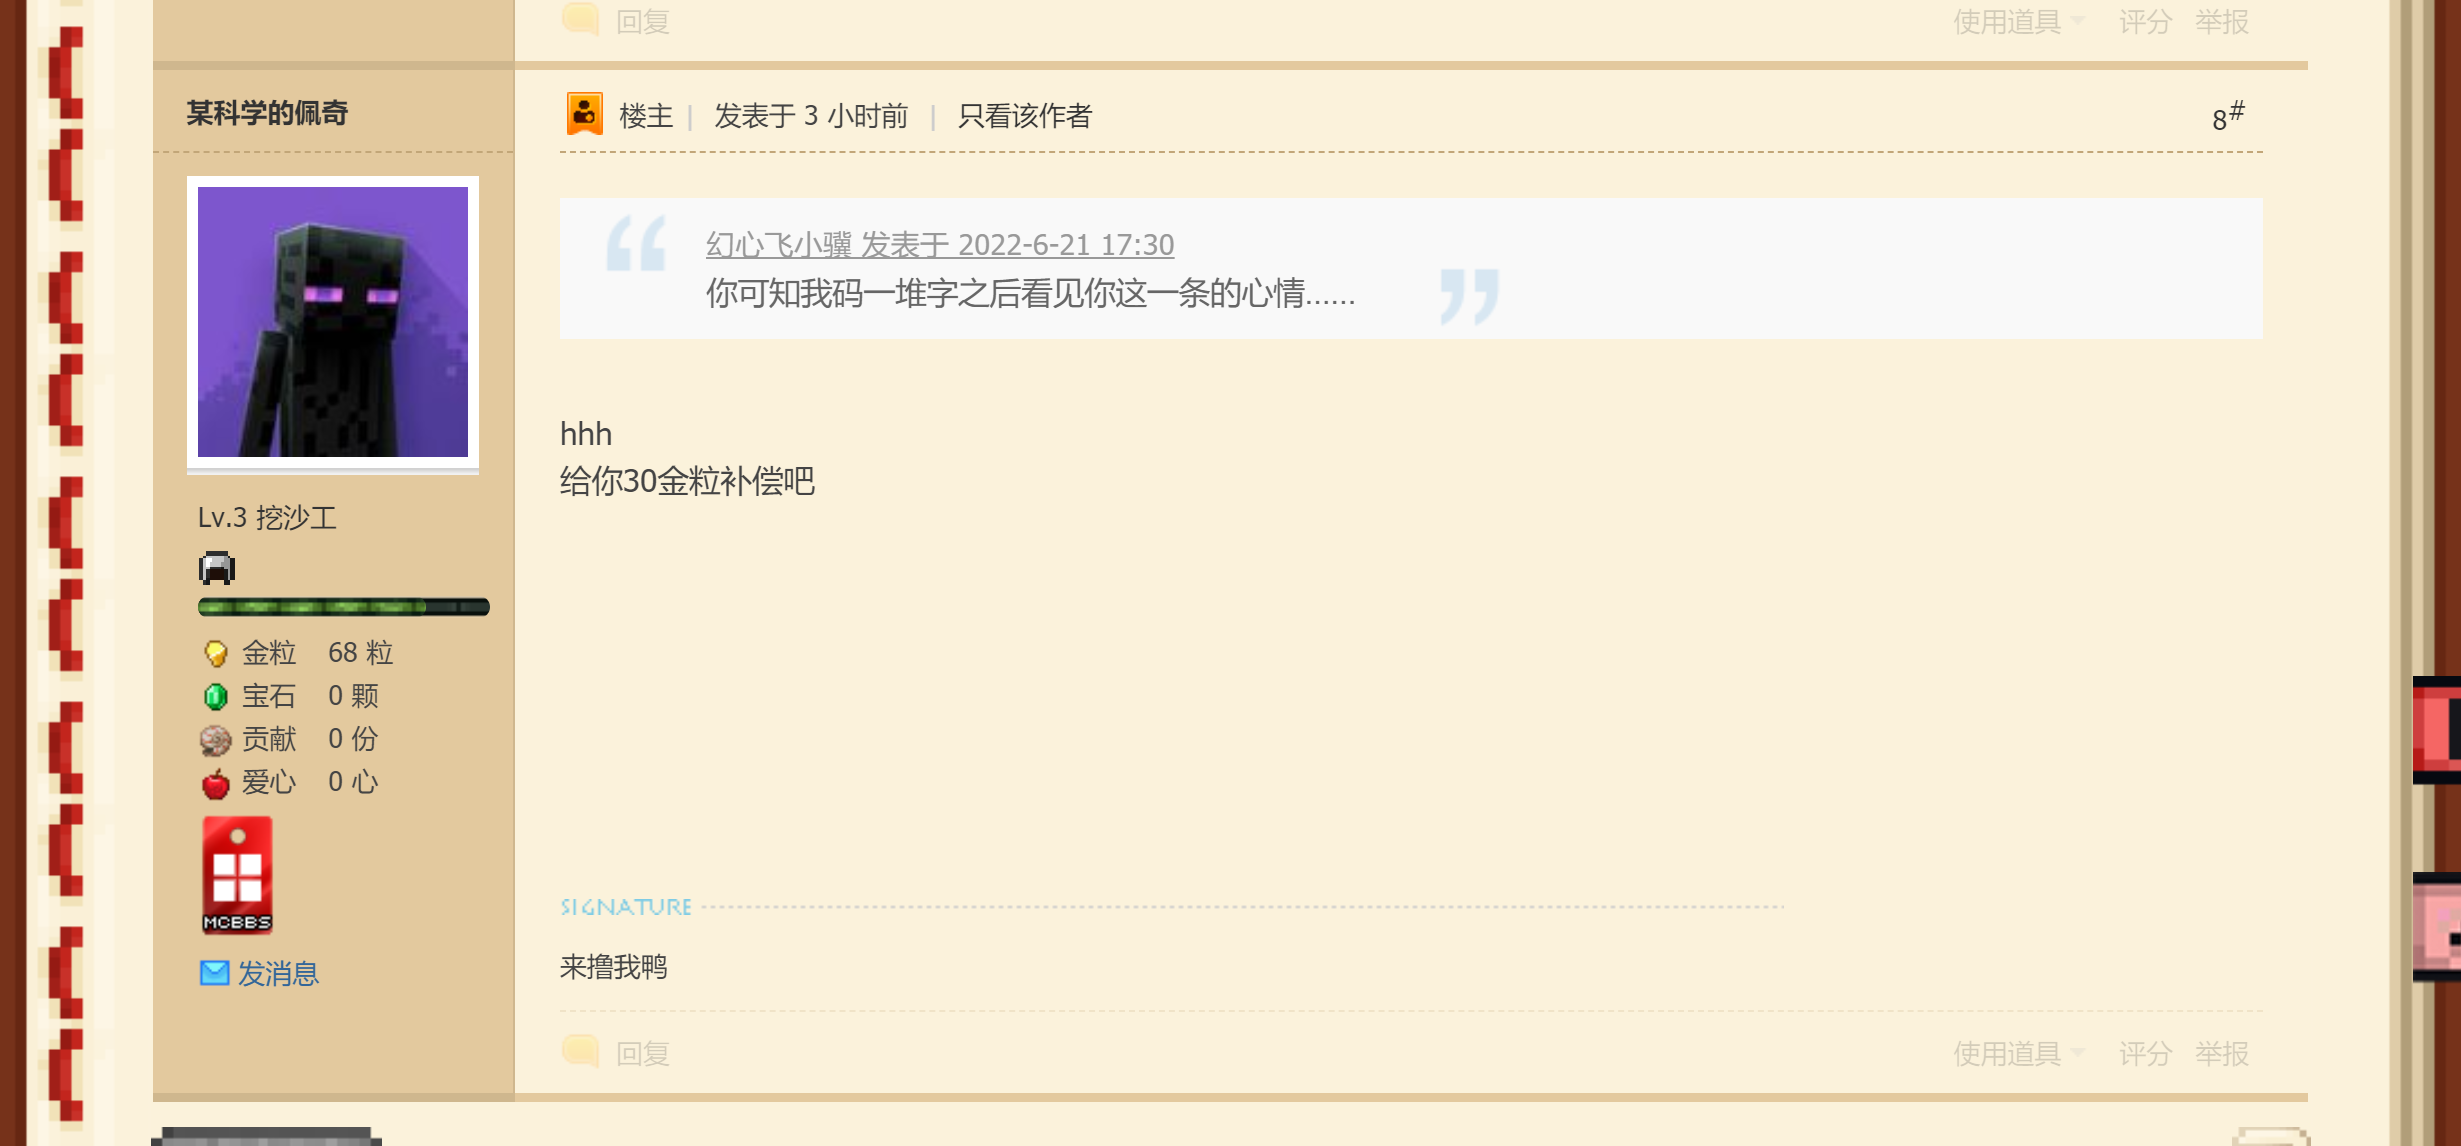 回复
使用道具 评分 举报
某科学的佩奇
楼主 | 发表于 3 小时前 | 只看该作者
8#
幻心飞小骥 发表于 2022-6-21 17:30
你可知我码一堆字之后看见你这一条的心情……
hhh
给你30金粒补偿吧
Lv.3 挖沙工
金粒 68 粒
宝石 0 颗
贡献 0 份
爱心 0 心
MCBBS
发消息
SIGNATURE
来撸我鸭
回复
使用道具 评分 举报